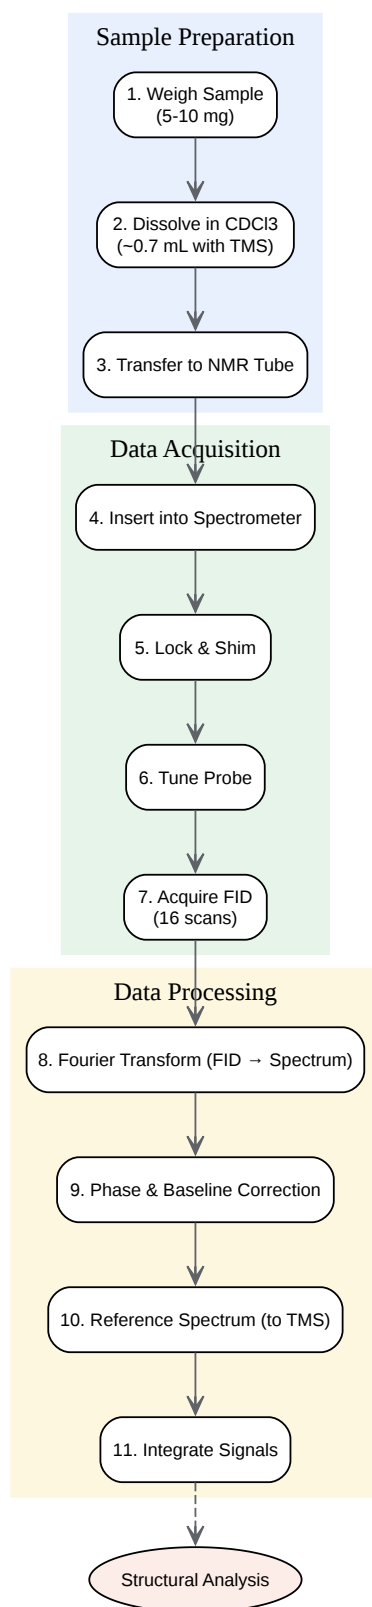 Sample Preparation
1. Weigh Sample
(5-10 mg)
2. Dissolve in CDCl3
(~0.7 mL with TMS)
3. Transfer to NMR Tube
Data Acquisition
4. Insert into Spectrometer
5. Lock & Shim
6. Tune Probe
7. Acquire FID
(16 scans)
Data Processing
8. Fourier Transform (FID → Spectrum)
9. Phase & Baseline Correction
10. Reference Spectrum (to TMS)
11. Integrate Signals
Structural Analysis